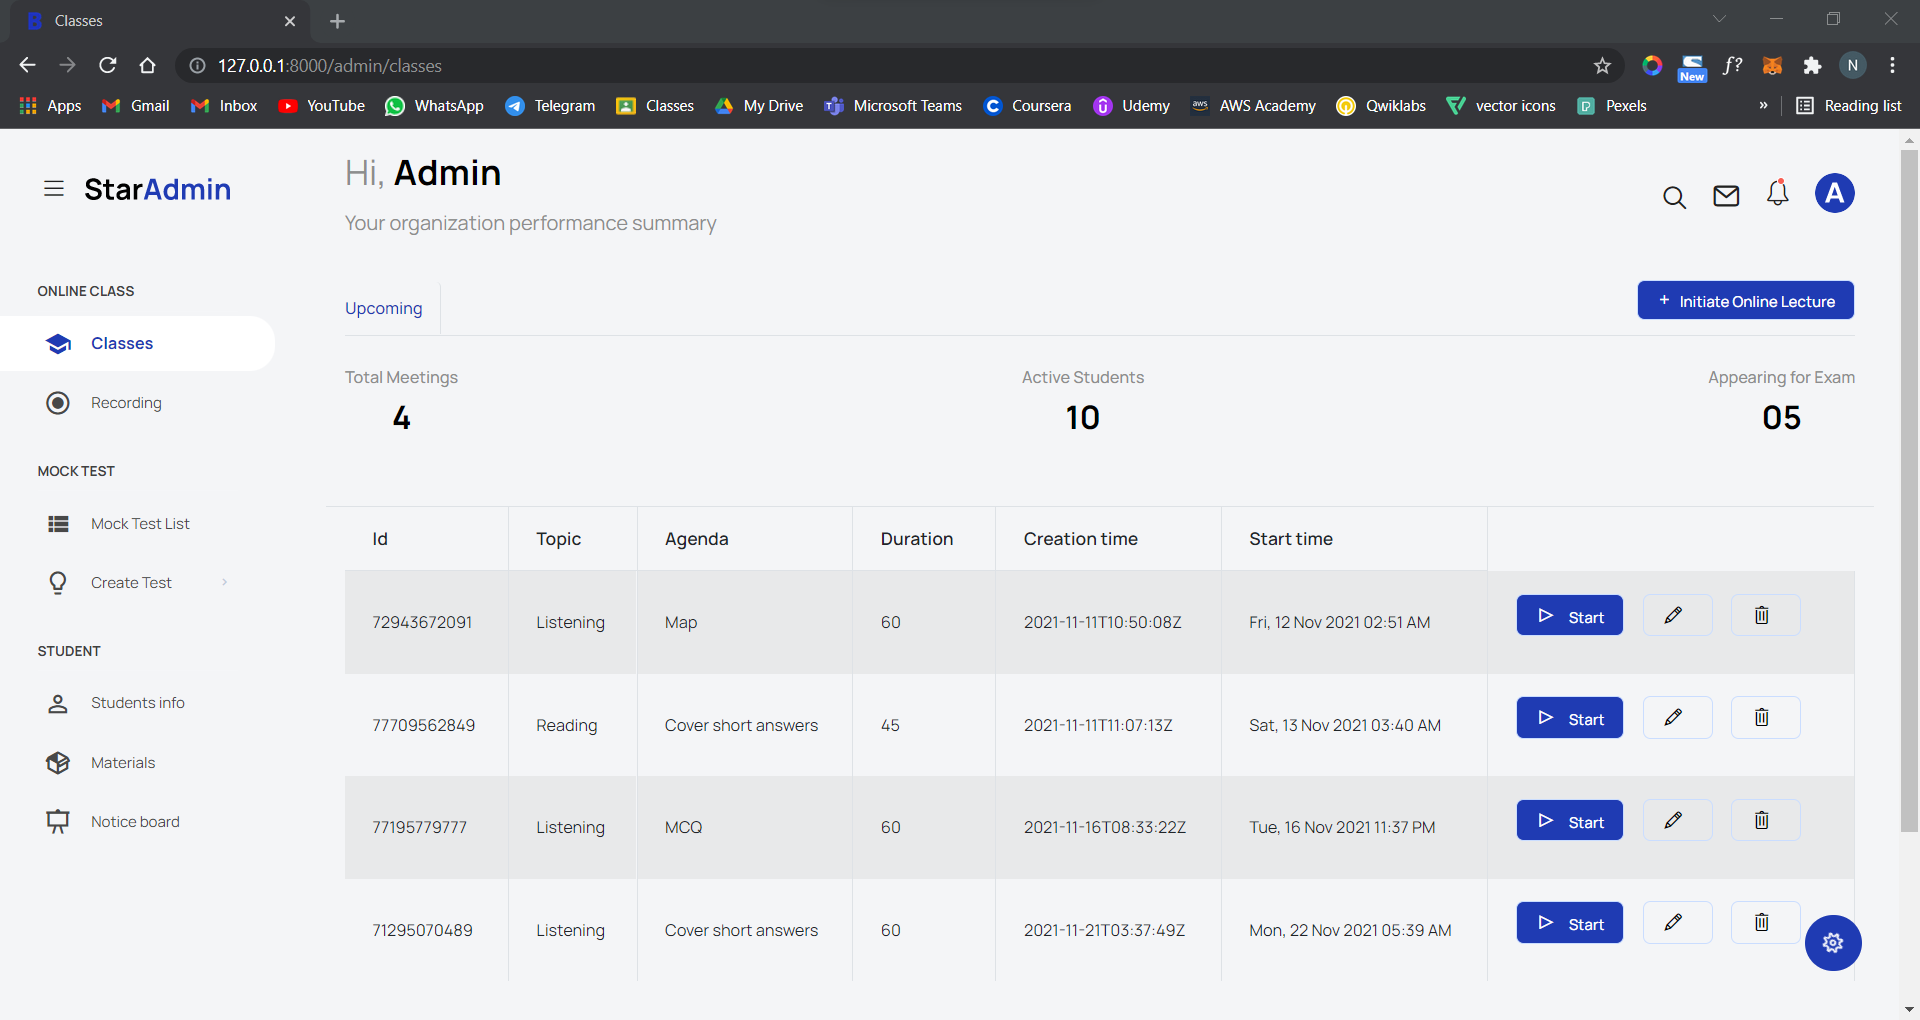 Classes
127.0.0.1:8000/admin/classes
New
f?
N
Apps Gmail Inbox YouTube WhatsApp Telegram Classes My Drive Microsoft Teams Coursera Udemy aws AWS Academy Qwiklabs vector icons Pexels » Reading list
StarAdmin
Hi, Admin
Your organization performance summary
A
ONLINE CLASS
Classes
Recording
MOCK TEST
Mock Test List
Create Test
STUDENT
Students info
Materials
Notice board
Upcoming
+ Initiate Online Lecture
Total Meetings Active Students Appearing for Exam
4 10 05
Id Topic Agenda Duration Creation time Start time
72943672091 Listening Map 60 2021-11-11T10:50:08Z Fri, 12 Nov 2021 02:51 AM Start
77709562849 Reading Cover short answers 45 2021-11-11T11:07:13Z Sat, 13 Nov 2021 03:40 AM Start
77195779777 Listening MCQ 60 2021-11-16T08:33:22Z Tue, 16 Nov 2021 11:37 PM Start
71295070489 Listening Cover short answers 60 2021-11-21T03:37:49Z Mon, 22 Nov 2021 05:39 AM Start